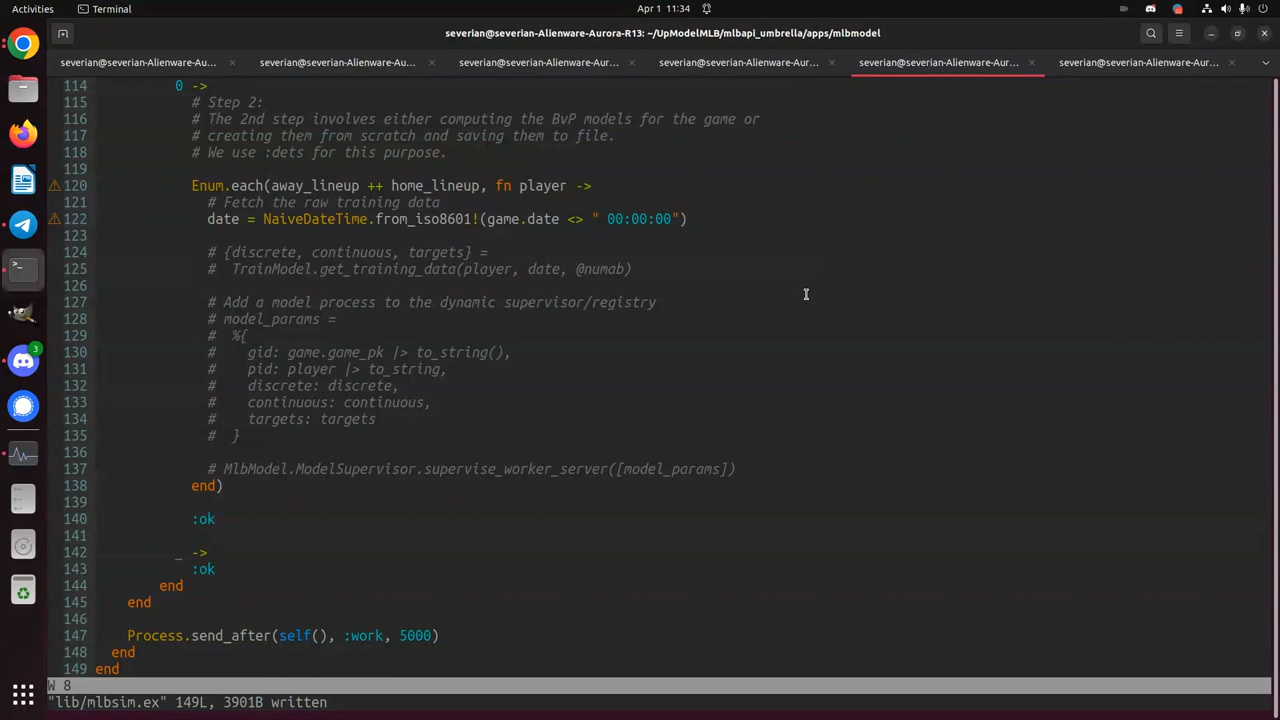 Activities
Apr 1 11:34
severian@severian-Alienware-Aurora-R13: ~/UpModelMLB/mlbapi_umbrella/apps/mlbmodel
severian@severian-Alienware-Aur... × severian@severian-Alienware-Aur... × severian@severian-Alienware-Aur... × severian@severian-Alienware-Aur... × severian@severian-Alienware-Aur... × severian@severian-Alienware-Aur... ×
114 0 ->
115 # Step 2:
116 # The 2nd step involves either computing the BvP models for the game or
117 # creating them from scratch and saving them to file.
118 # We use :dets for this purpose.
119
120 Enum.each(away_lineup ++ home_lineup, fn player ->
121 # Fetch the raw training data
122 date = NaiveDateTime.from_iso8601!(game.date <> " 00:00:00")
123
124 # {discrete, continuous, targets} =
125 #  TrainModel.get_training_data(player, date, @numab)
126
127 # Add a model process to the dynamic supervisor/registry
128 # model_params =
129 #  %{
130 #    gid: game.game_pk |> to_string(),
131 #    pid: player |> to_string,
132 #    discrete: discrete,
133 #    continuous: continuous,
134 #    targets: targets
135 #  }
136
137 # MlbModel.ModelSupervisor.supervise_worker_server([model_params])
138 end)
139
140 :ok
141
142 _ ->
143 :ok
144 end
145 end
146
147 Process.send_after(self(), :work, 5000)
148 end
149 end
W 8
"lib/mlbsim.ex" 149L, 3901B written
3